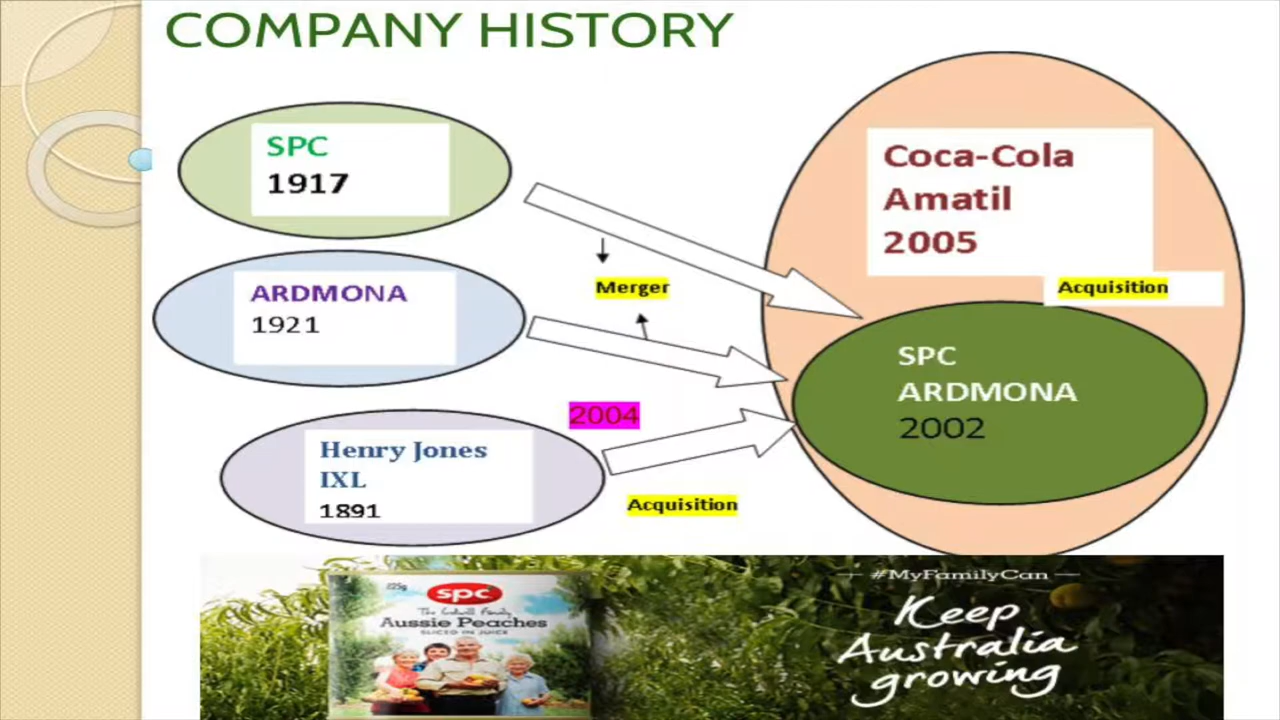 COMPANY HISTORY
SPC
1917
ARDMONA
1921
Henry Jones
IXL
1891
Merger
2004
Acquisition
Coca-Cola
Amatil
2005
Acquisition
SPC
ARDMONA
2002
125g
spc
Aussie Peaches
SLICED IN JUICE
#MyFamilyCan
Keep
Australia
growing